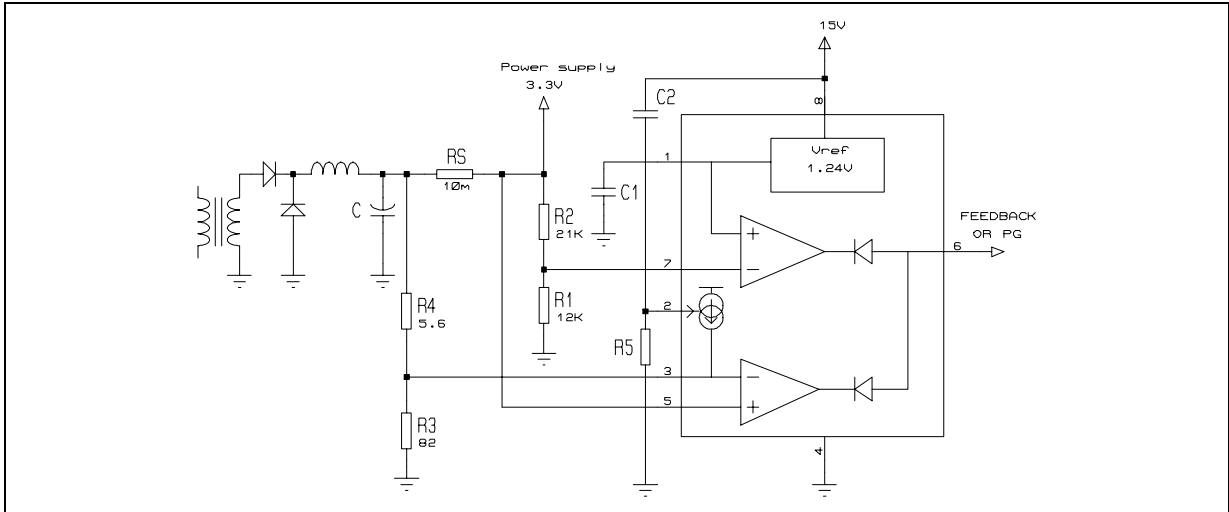 15V
Power supply
3.3V
C2
8
RS
10m
1
Vref
1.24V
C
C1
R2
21K
FEEDBACK
OR PG
6
7
R4
5.6
R1
12K
2
R5
3
5
R3
82
4